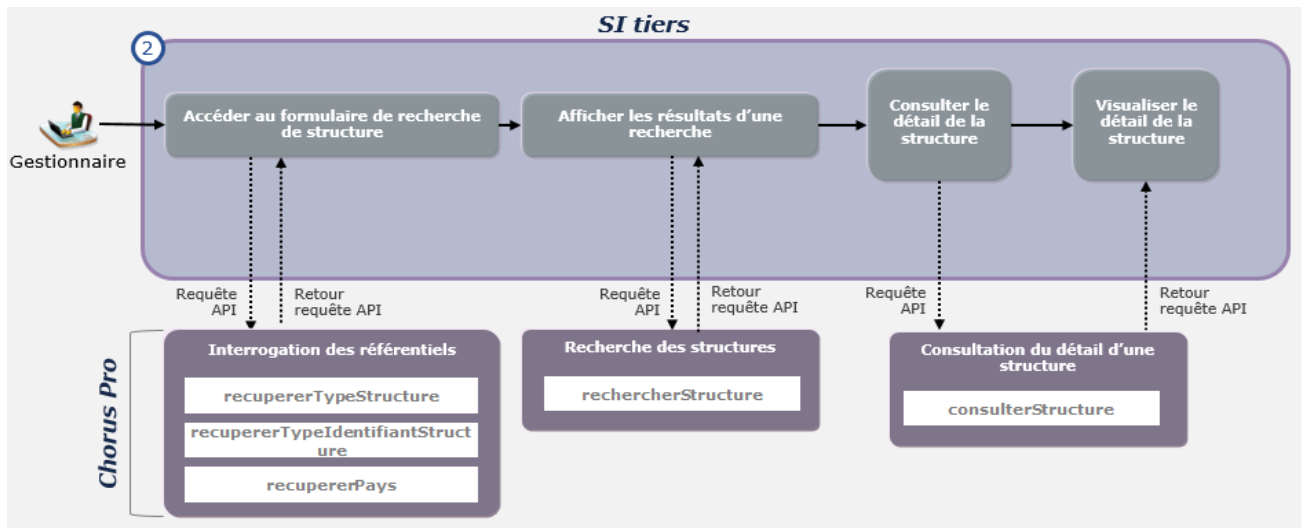 SI tiers
2
Gestionnaire
Accéder au formulaire de recherche
de structure
Afficher les résultats d'une
recherche
Consulter le
détail de la
structure
Visualiser le
détail de la
structure
Requête
API
Retour
requête API
Requête
API
Retour
requête API
Requête
API
Retour
requête API
Chorus Pro
Interrogation des référentiels
recupererTypeStructure
recupererTypeIdentifiantStruct
ure
recupererPays
Recherche des structures
rechercherStructure
Consultation du détail d'une
structure
consulterStructure